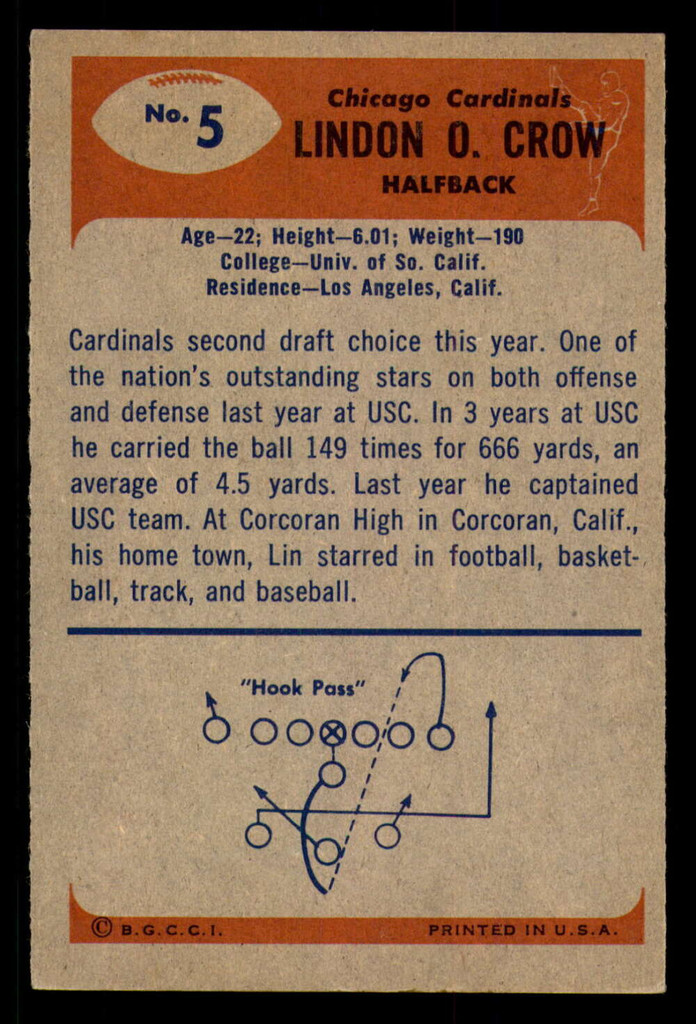 No. 5
Chicago Cardinals
LINDON O. CROW
HALFBACK
Age—22; Height—6.01; Weight—190
College—Univ. of So. Calif.
Residence—Los Angeles, Calif.
Cardinals second draft choice this year. One of
the nation's outstanding stars on both offense
and defense last year at USC. In 3 years at USC
he carried the ball 149 times for 666 yards, an
average of 4.5 yards. Last year he captained
USC team. At Corcoran High in Corcoran, Calif.,
his home town, Lin starred in football, basket-
ball, track, and baseball.
"Hook Pass"
© B.G.C.C.I.
PRINTED IN U.S.A.